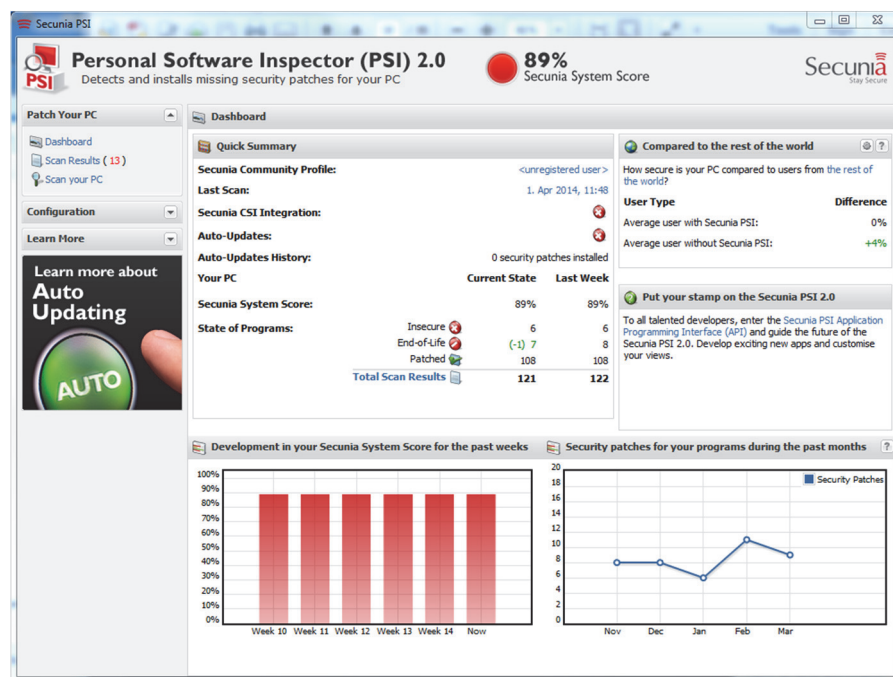 Secunia PSI
Personal Software Inspector (PSI) 2.0
Detects and installs missing security patches for your PC
PSI
89%
Secunia System Score
Secunia
Stay Secure
Patch Your PC
Dashboard
Scan Results ( 13 )
Scan your PC
Configuration
Learn More
Learn more about
Auto
Updating
AUTO
Dashboard
Quick Summary
Secunia Community Profile: <unregistered user>
Last Scan: 1. Apr 2014, 11:48
Secunia CSI Integration:
Auto-Updates:
Auto-Updates History: 0 security patches installed
Your PC Current State Last Week
Secunia System Score: 89% 89%
State of Programs: Insecure 6 6
End-of-Life (-1) 7 8
Patched 108 108
Total Scan Results 121 122
Compared to the rest of the world ?
How secure is your PC compared to users from the rest of
the world?
User Type Difference
Average user with Secunia PSI: 0%
Average user without Secunia PSI: +4%
Put your stamp on the Secunia PSI 2.0
To all talented developers, enter the Secunia PSI Application
Programming Interface (API) and guide the future of the
Secunia PSI 2.0. Develop exciting new apps and customise
your views.
Development in your Secunia System Score for the past weeks
100%
90%
80%
70%
60%
50%
40%
30%
20%
10%
0%
Week 10 Week 11 Week 12 Week 13 Week 14 Now
Security patches for your programs during the past months ?
Security Patches
20
18
16
14
12
10
8
6
4
2
0
Nov Dec Jan Feb Mar